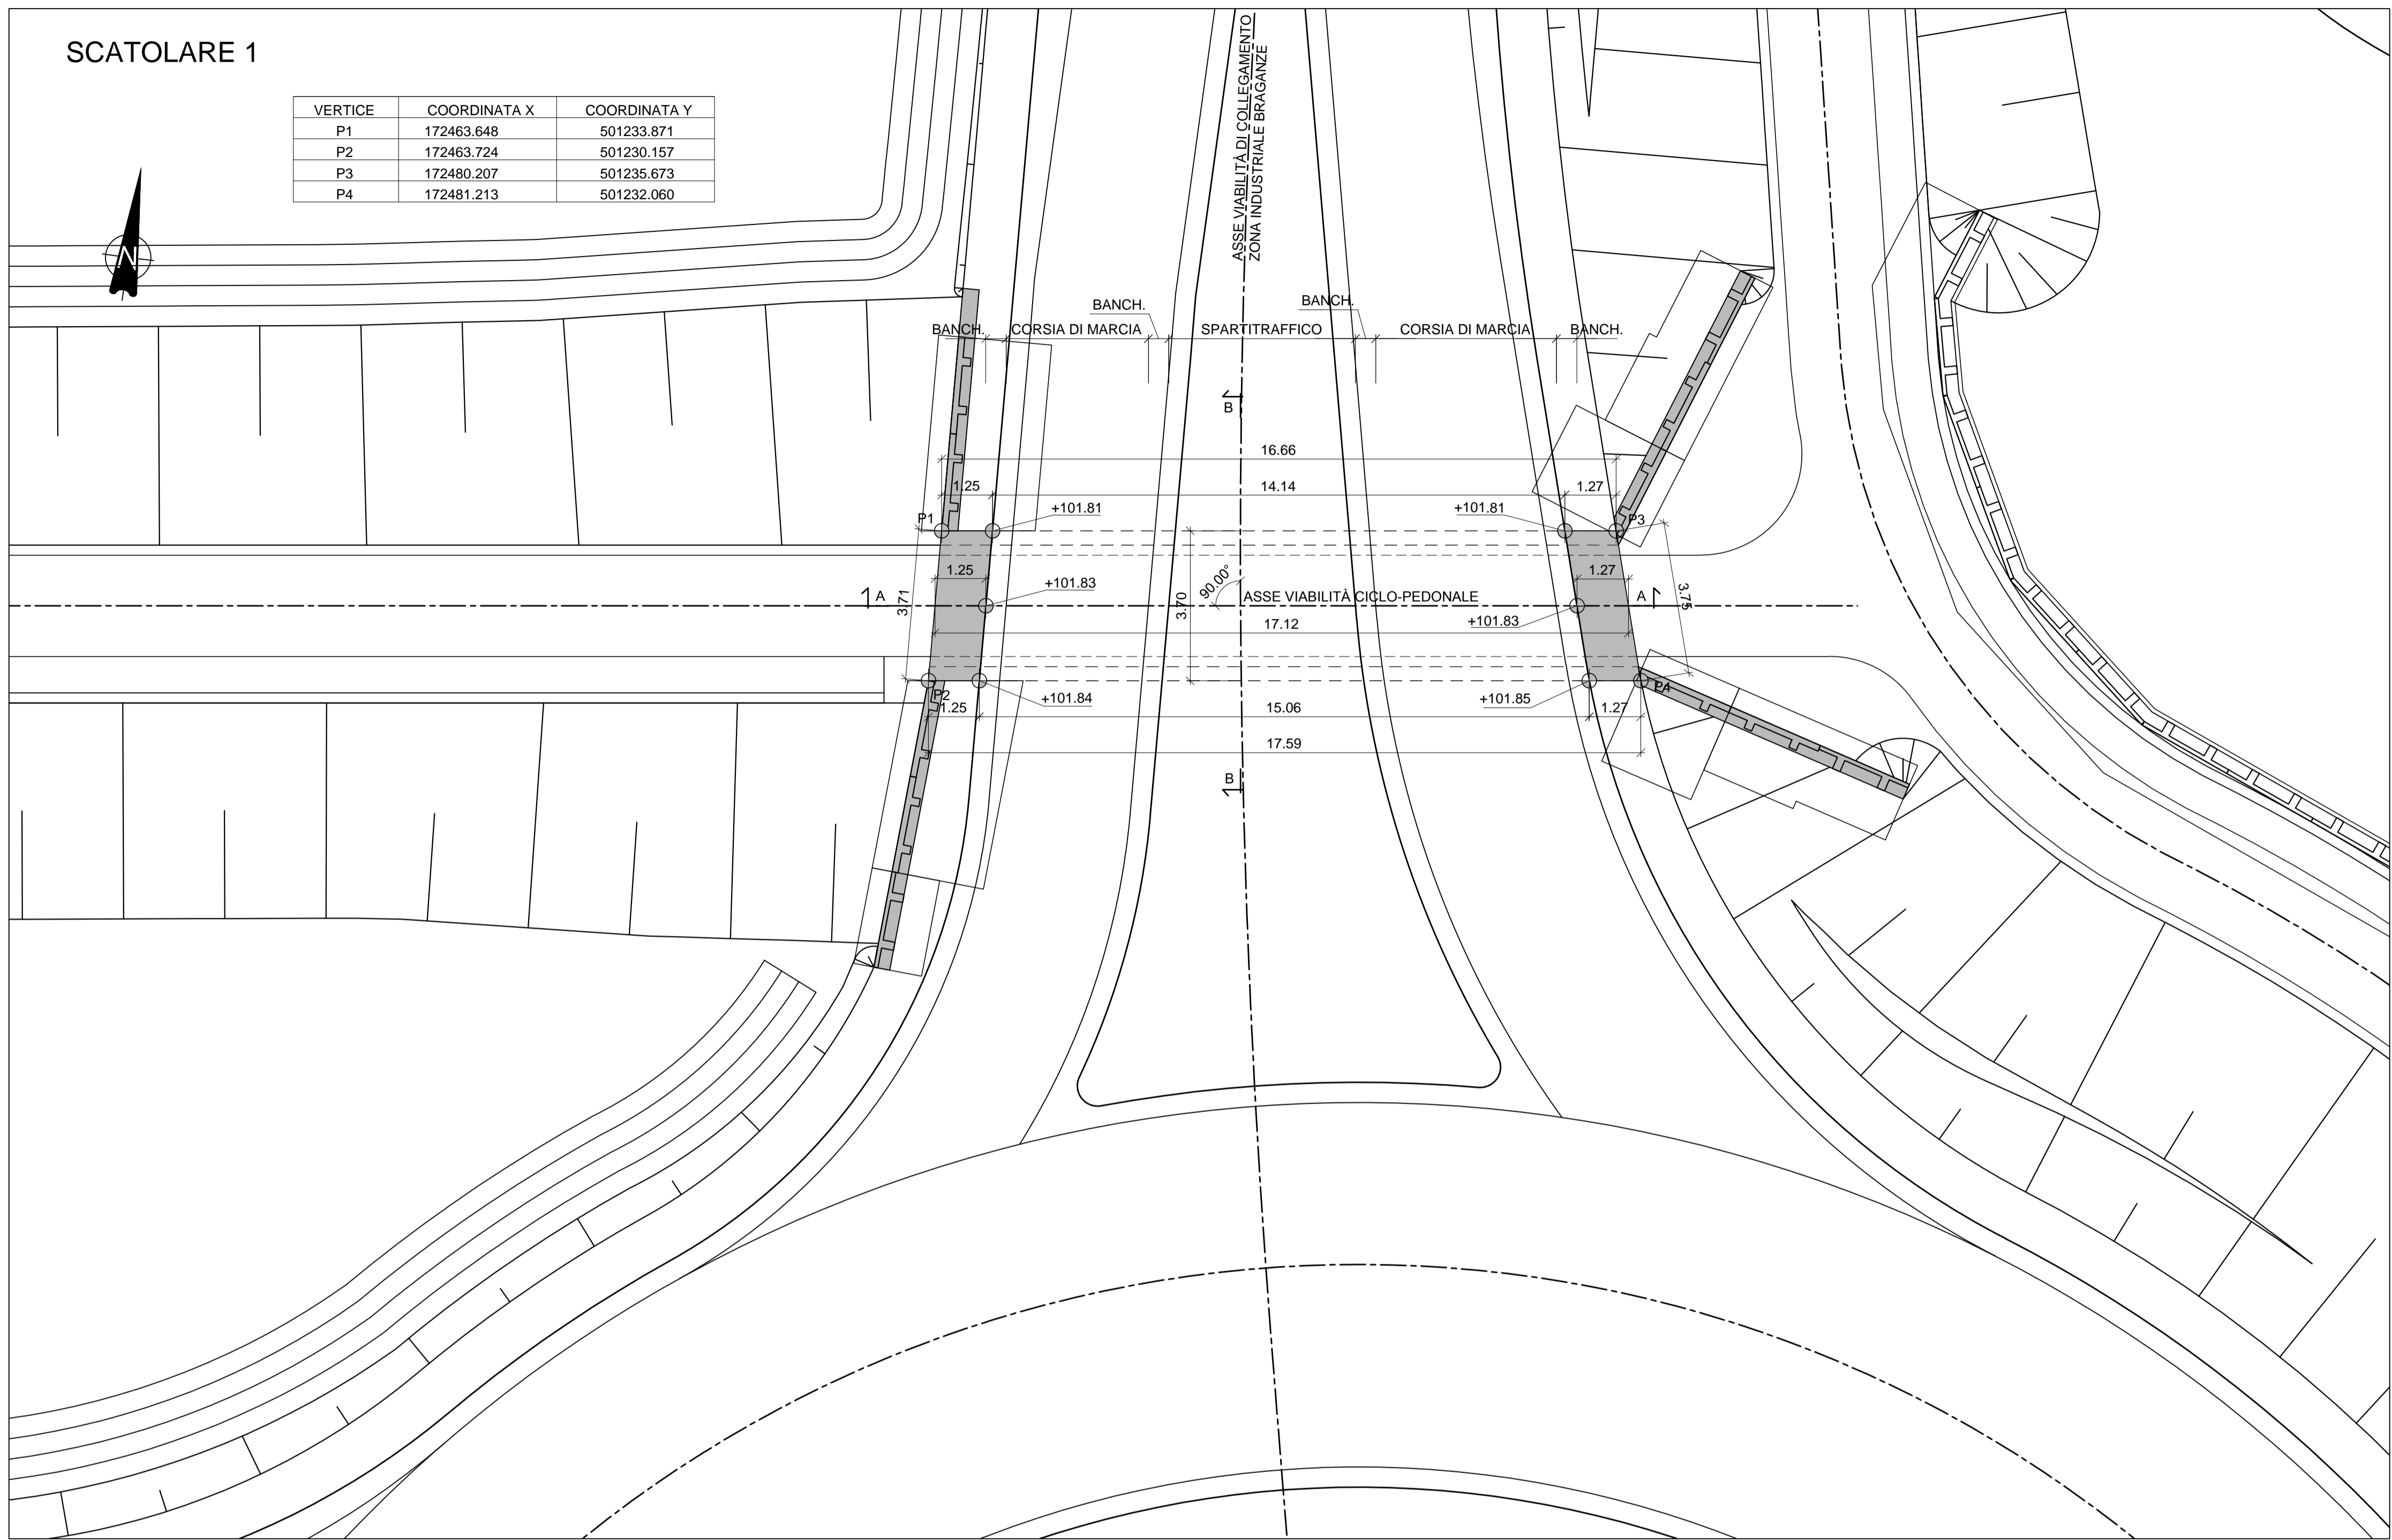 SCATOLARE 1
VERTICE COORDINATA X COORDINATA Y
P1 172463.648 501233.871
P2 172463.724 501230.157
P3 172480.207 501235.673
P4 172481.213 501232.060
N
ASSE VIABILITÀ DI COLLEGAMENTO
ZONA INDUSTRIALE BRAGANZE
BANCH.
BANCH.
BANCH. CORSIA DI MARCIA SPARTITRAFFICO CORSIA DI MARCIA BANCH.
B
16.66
1.25 14.14 1.27
P1 +101.81 +101.81 P3
1.25 +101.83 90.00° 1.27
3.71 A 3.70 ASSE VIABILITÀ CICLO-PEDONALE A 3.75
17.12 +101.83
P2 +101.84 +101.85 P4
1.25 15.06 1.27
17.59
B